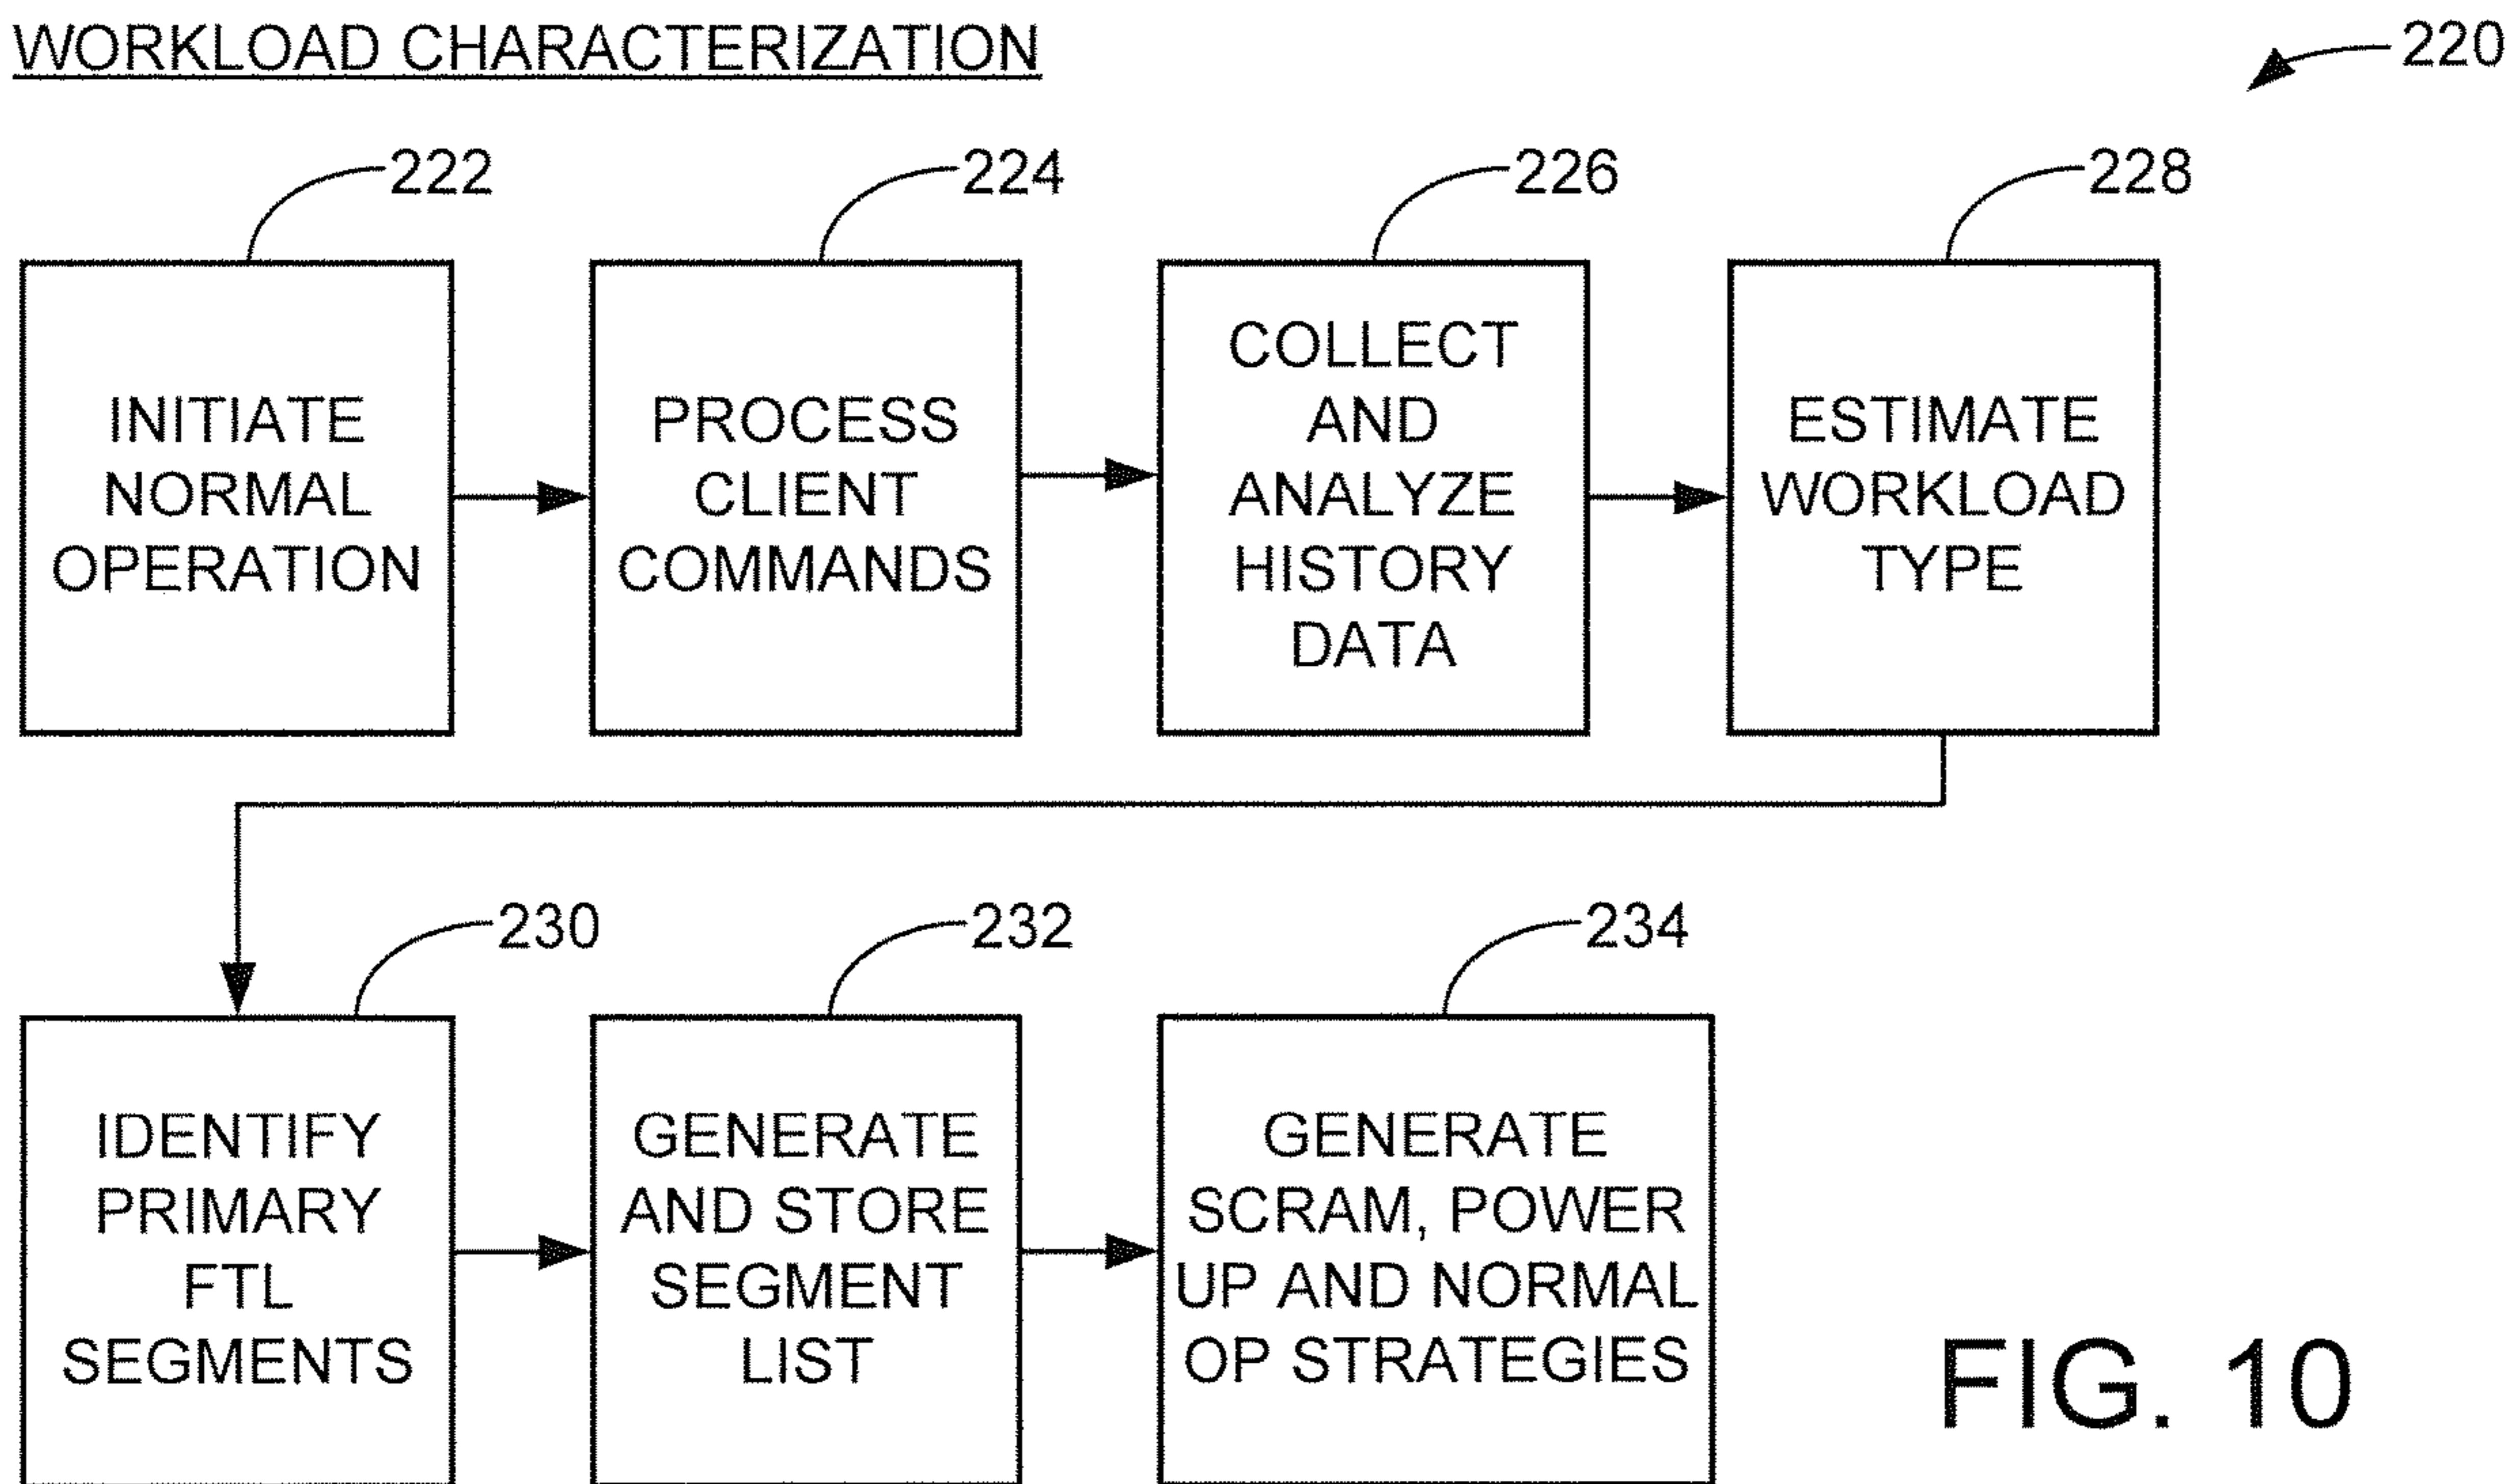 WORKLOAD CHARACTERIZATION
220
222
224
226
228
INITIATE
NORMAL
OPERATION
PROCESS
CLIENT
COMMANDS
COLLECT
AND
ANALYZE
HISTORY
DATA
ESTIMATE
WORKLOAD
TYPE
230
232
234
IDENTIFY
PRIMARY
FTL
SEGMENTS
GENERATE
AND STORE
SEGMENT
LIST
GENERATE
SCRAM, POWER
UP AND NORMAL
OP STRATEGIES
FIG. 10